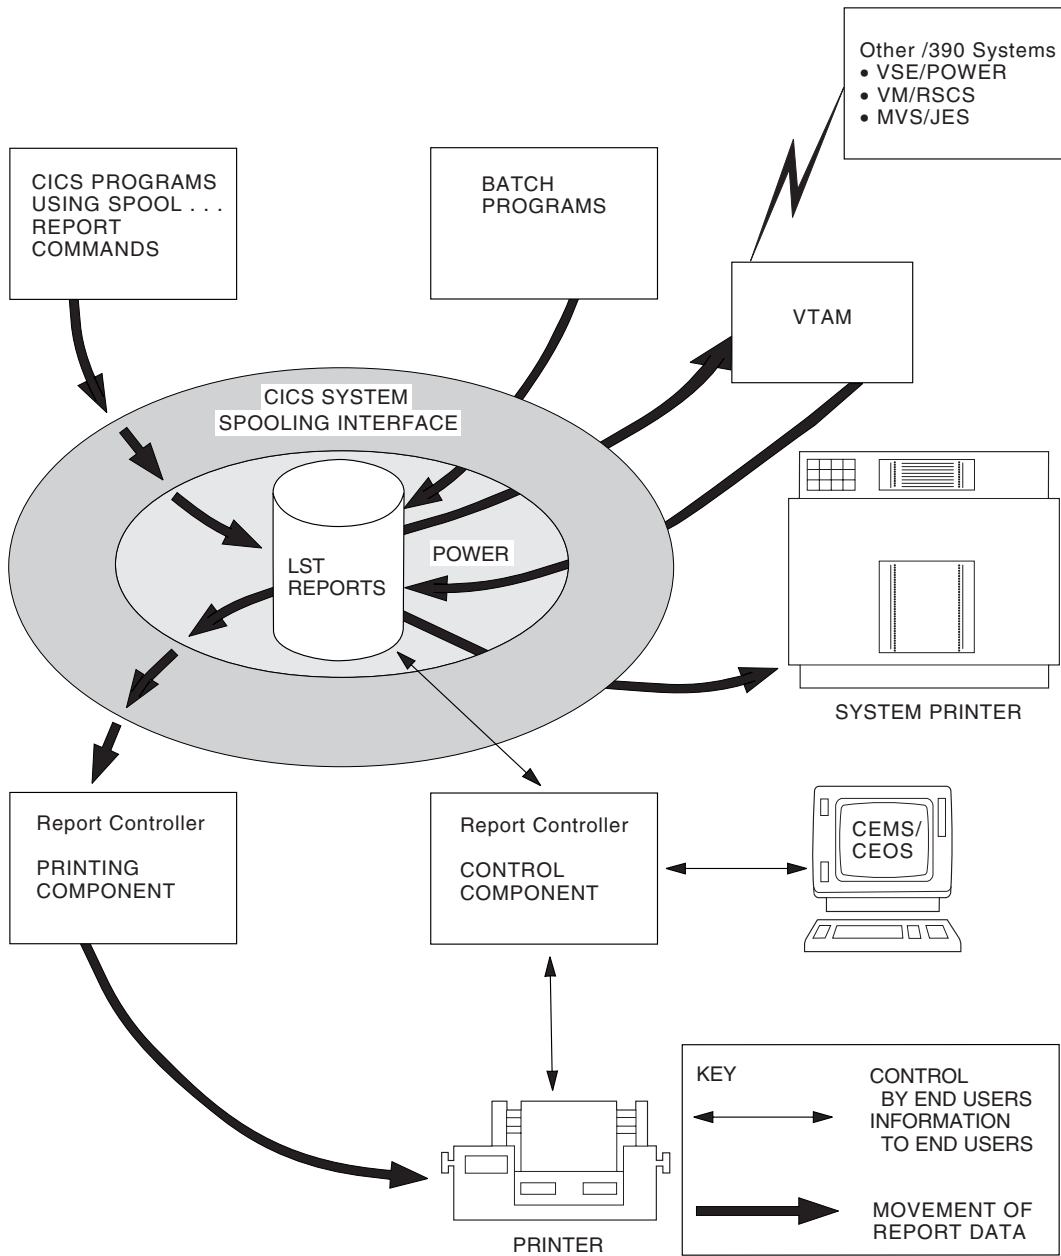 Other /390 Systems
• VSE/POWER
• VM/RSCS
• MVS/JES
CICS PROGRAMS
USING SPOOL . . .
REPORT
COMMANDS
BATCH
PROGRAMS
VTAM
CICS SYSTEM
SPOOLING INTERFACE
POWER
LST
REPORTS
SYSTEM PRINTER
Report Controller
PRINTING
COMPONENT
Report Controller
CONTROL
COMPONENT
CEMS/
CEOS
KEY
CONTROL
BY END USERS
INFORMATION
TO END USERS
MOVEMENT OF
REPORT DATA
PRINTER